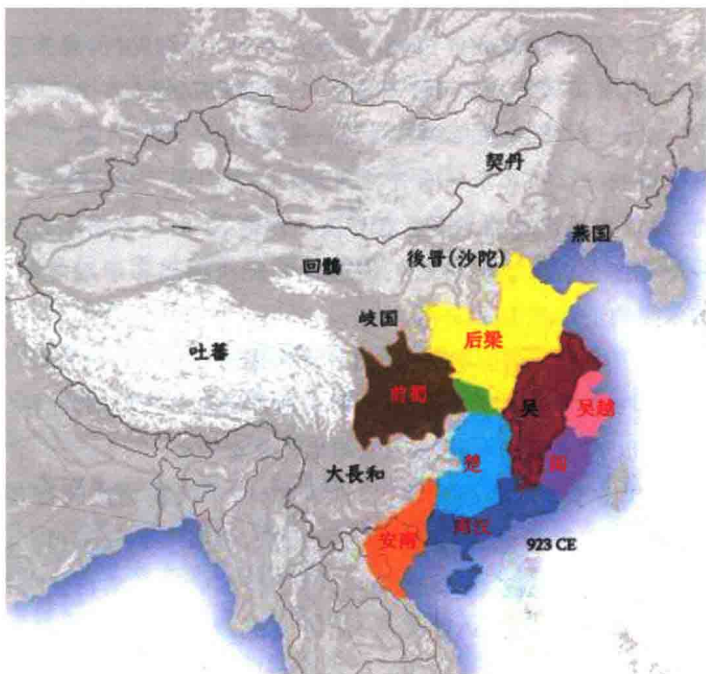 契丹
燕国
後晋(沙陀)
回鶻
岐国
后梁
吐蕃
前蜀
吴
吴越
楚
闽
大長和
南汉
安南
923 CE